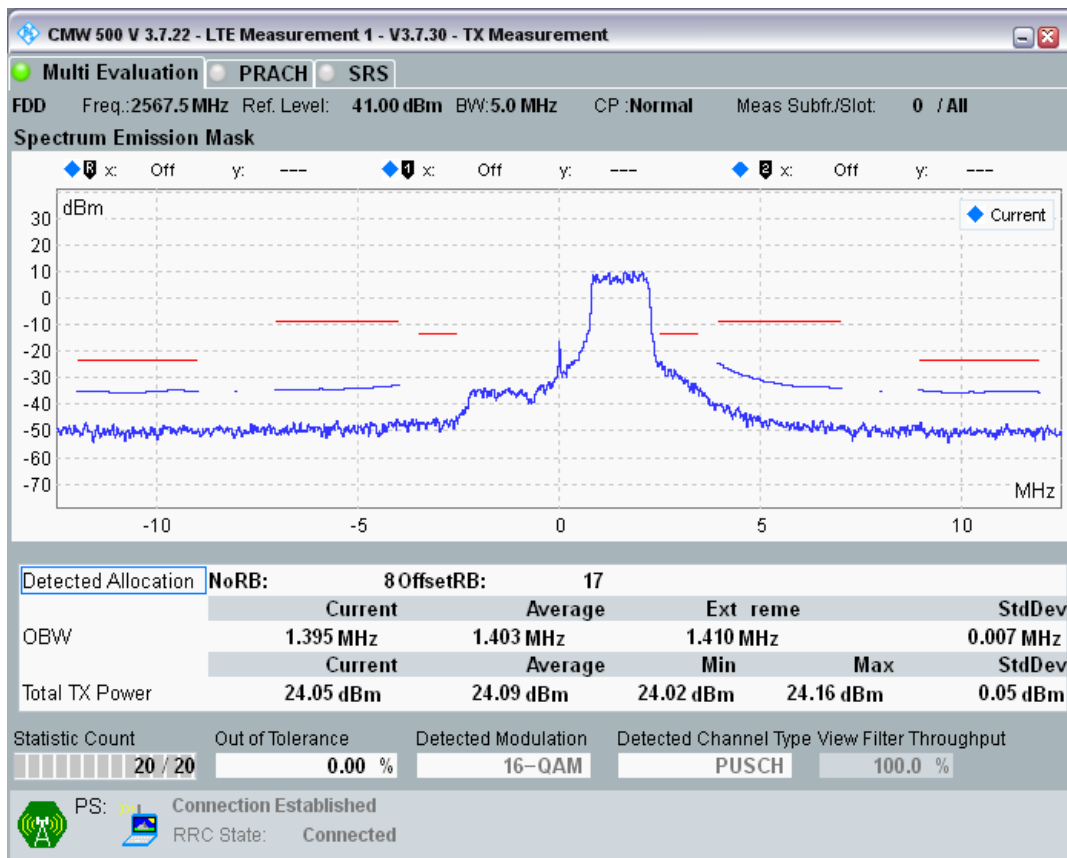 CMW 500 V 3.7.22 - LTE Measurement 1 - V3.7.30 - TX Measurement
Multi Evaluation PRACH SRS
FDD Freq.:2567.5 MHz Ref. Level: 41.00 dBm BW:5.0 MHz CP :Normal Meas Subfr./Slot: 0 / All
Spectrum Emission Mask
R x: Off y: --- 1 x: Off y: --- 2 x: Off y: ---
dBm
Current
30
20
10
0
-10
-20
-30
-40
-50
-60
-70
MHz
-10 -5 0 5 10
Detected Allocation NoRB: 8 OffsetRB: 17
Current Average Ext reme StdDev
OBW 1.395 MHz 1.403 MHz 1.410 MHz 0.007 MHz
Current Average Min Max StdDev
Total TX Power 24.05 dBm 24.09 dBm 24.02 dBm 24.16 dBm 0.05 dBm
Statistic Count Out of Tolerance Detected Modulation Detected Channel Type View Filter Throughput
20 / 20 0.00 % 16-QAM PUSCH 100.0 %
PS: Connection Established
RRC State: Connected